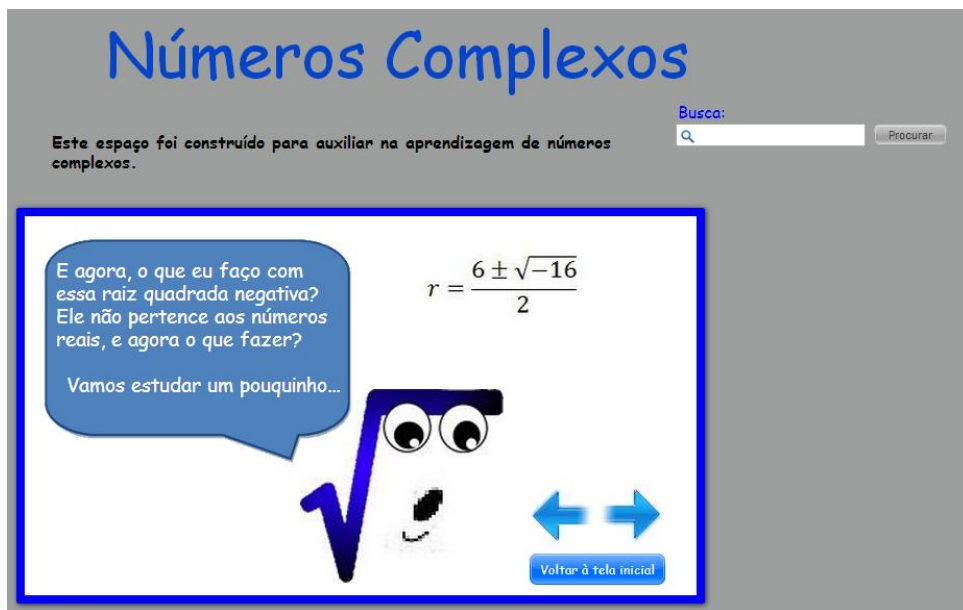 Números Complexos
Busca:
Procurar
Este espaço foi construído para auxiliar na aprendizagem de números
complexos.
E agora, o que eu faço com
essa raiz quadrada negativa?
Ele não pertence aos números
reais, e agora o que fazer?
Vamos estudar um pouquinho...
r = \frac{6 ± \sqrt{−16}}{2}
Voltar à tela inicial